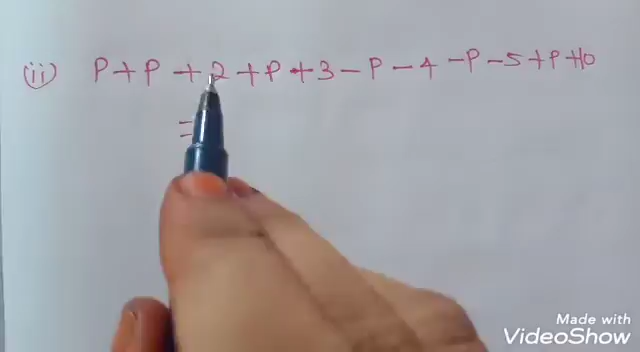 (ii) P + P + 2 + P + 3 - P - 4 - P - 5 + P + 10
=
Made with
VideoShow